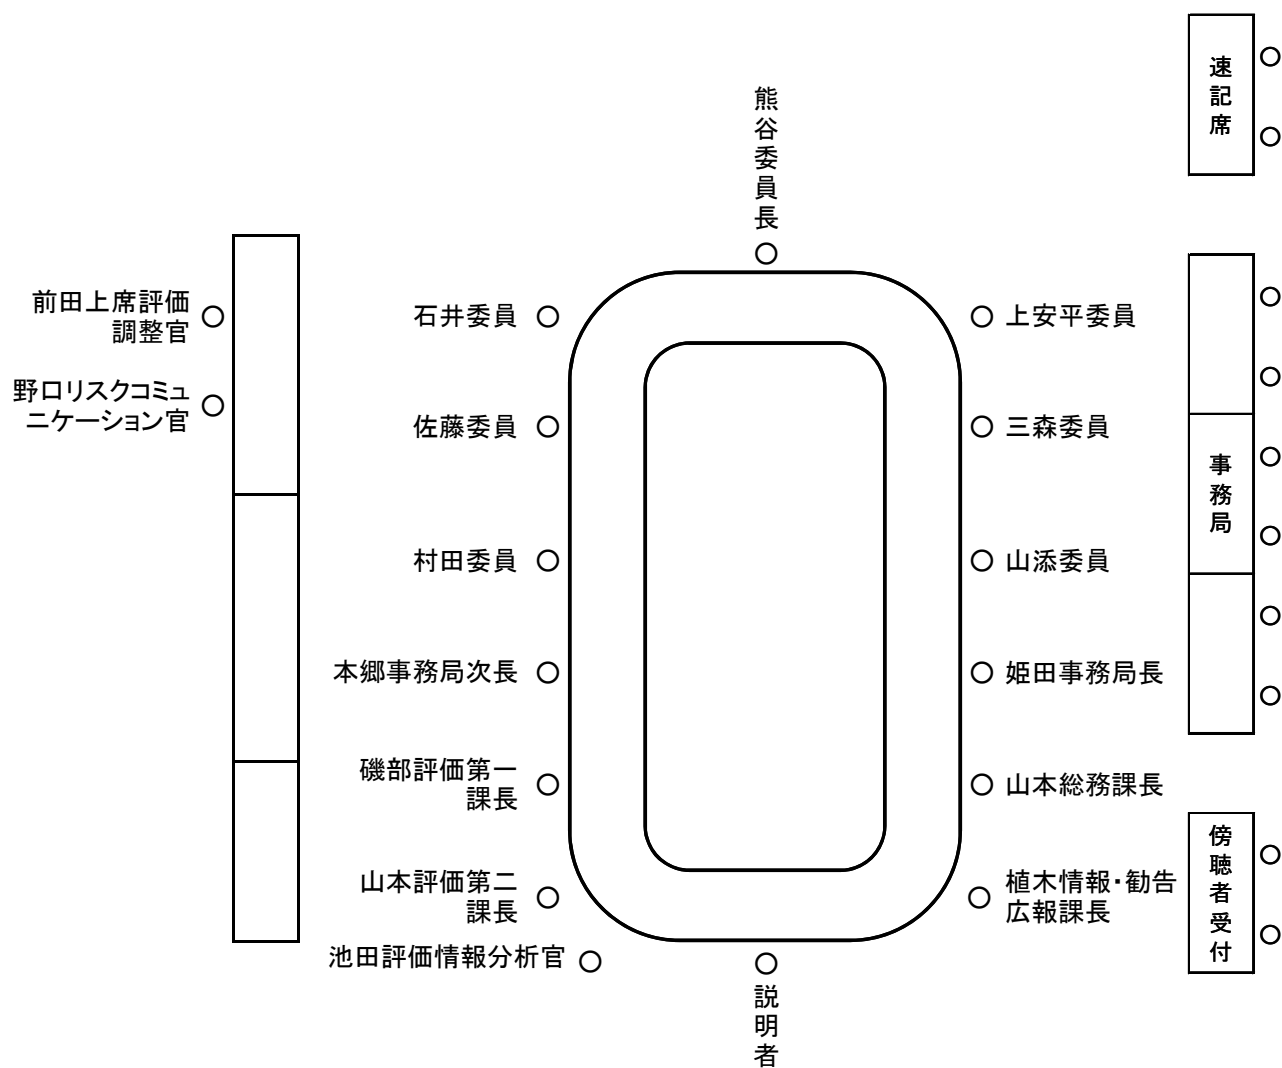 速記席
熊谷委員長
前田上席評価
調整官
野口リスクコミュ
ニケーション官
石井委員
佐藤委員
村田委員
本郷事務局次長
磯部評価第一
課長
山本評価第二
課長
池田評価情報分析官
説明者
上安平委員
三森委員
山添委員
姫田事務局長
山本総務課長
植木情報・勧告
広報課長
事務局
傍聴者受付